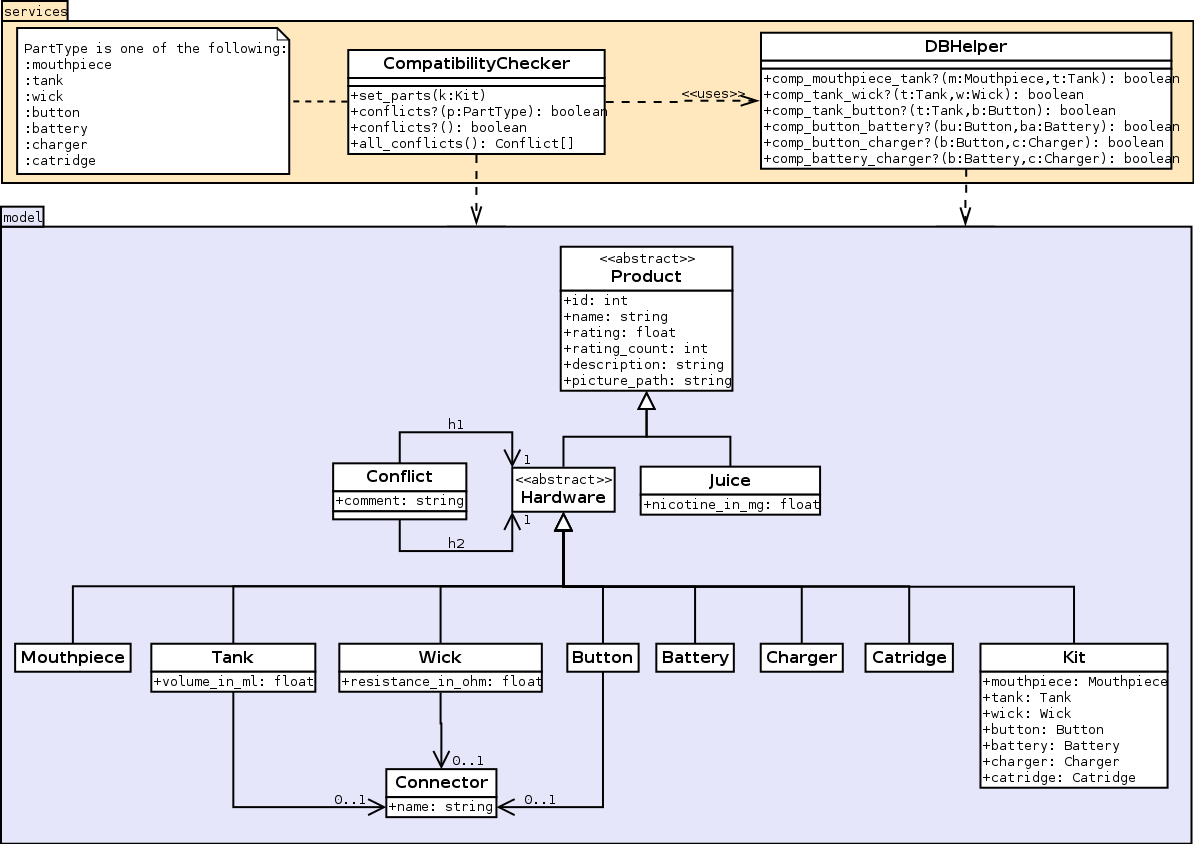 services
PartType is one of the following:
:mouthpiece
:tank
:wick
:button
:battery
:charger
:catridge
CompatibilityChecker
+set_parts(k:Kit)
+conflicts?(p:PartType): boolean
+conflicts?(): boolean
+all_conflicts(): Conflict[]
<<uses>>
DBHelper
+comp_mouthpiece_tank?(m:Mouthpiece,t:Tank): boolean
+comp_tank_wick?(t:Tank,w:Wick): boolean
+comp_tank_button?(t:Tank,b:Button): boolean
+comp_button_battery?(bu:Button,ba:Battery): boolean
+comp_button_charger?(b:Button,c:Charger): boolean
+comp_battery_charger?(b:Battery,c:Charger): boolean
model
<<abstract>>
Product
+id: int
+name: string
+rating: float
+rating_count: int
+description: string
+picture_path: string
h1
1
Conflict
+comment: string
<<abstract>>
Hardware
Juice
+nicotine_in_mg: float
1
h2
Mouthpiece
Tank
+volume_in_ml: float
Wick
+resistance_in_ohm: float
Button
Battery
Charger
Catridge
Kit
+mouthpiece: Mouthpiece
+tank: Tank
+wick: Wick
+button: Button
+battery: Battery
+charger: Charger
+catridge: Catridge
0..1
0..1
0..1
Connector
+name: string